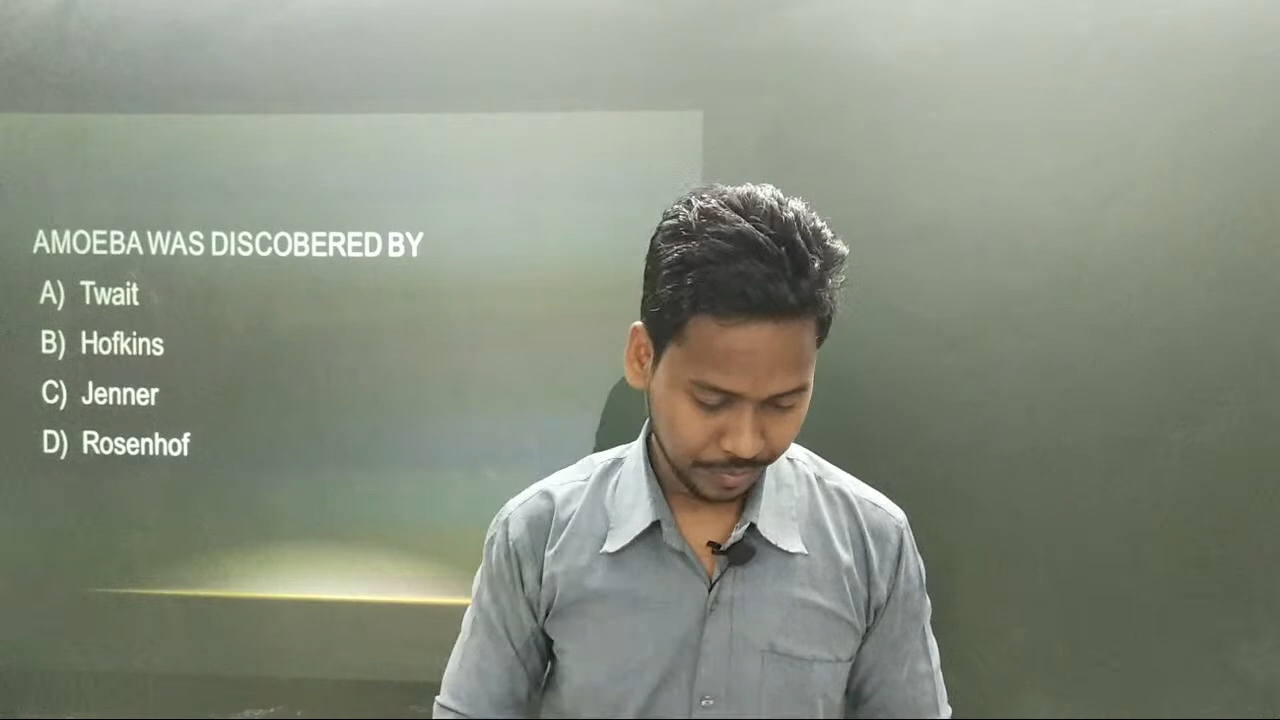 AMOEBA WAS DISCOBERED BY
A) Twait
B) Hofkins
C) Jenner
D) Rosenhof